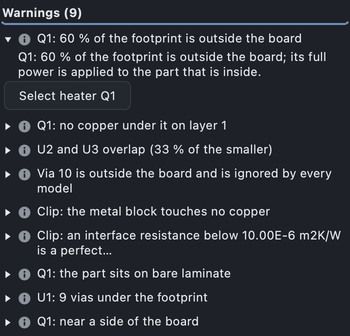 Warnings (9)
Q1: 60 % of the footprint is outside the board
Q1: 60 % of the footprint is outside the board; its full
power is applied to the part that is inside.
Select heater Q1
Q1: no copper under it on layer 1
U2 and U3 overlap (33 % of the smaller)
Via 10 is outside the board and is ignored by every
model
Clip: the metal block touches no copper
Clip: an interface resistance below 10.00E-6 m2K/W
is a perfect...
Q1: the part sits on bare laminate
U1: 9 vias under the footprint
Q1: near a side of the board